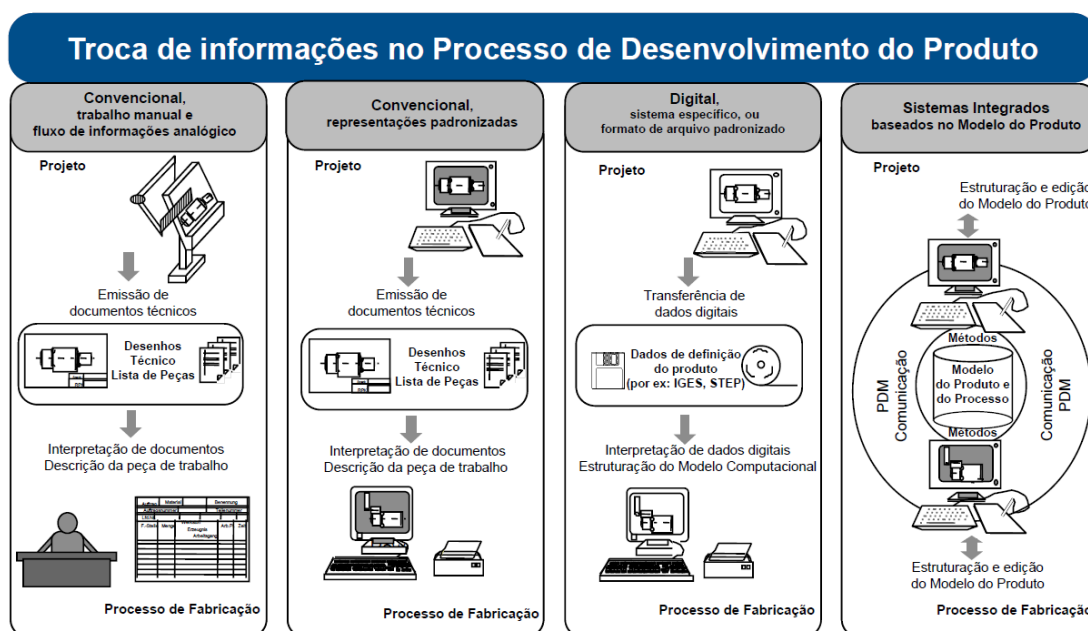 Troca de informações no Processo de Desenvolvimento do Produto
Convencional,
trabalho manual e
fluxo de informações analógico
Projeto
Emissão de
documentos técnicos
Desenhos
Técnico
Lista de Peças
Interpretação de documentos
Descrição da peça de trabalho
Material
Benennung
Processo de Fabricação
Convencional,
representações padronizadas
Projeto
Emissão de
documentos técnicos
Desenhos
Técnico
Lista de Peças
Interpretação de documentos
Descrição da peça de trabalho
Processo de Fabricação
Digital,
sistema específico, ou
formato de arquivo padronizado
Projeto
Transferência de
dados digitais
Dados de definição
do produto
(por ex: IGES, STEP)
Interpretação de dados digitais
Estruturação do Modelo Computacional
Processo de Fabricação
Sistemas Integrados
baseados no Modelo do Produto
Projeto
Estruturação e edição
do Modelo do Produto
Métodos
PDM
Comunicação
Modelo
do Produto e
do Processo
Comunicação
PDM
Métodos
Estruturação e edição
do Modelo do Produto
Processo de Fabricação